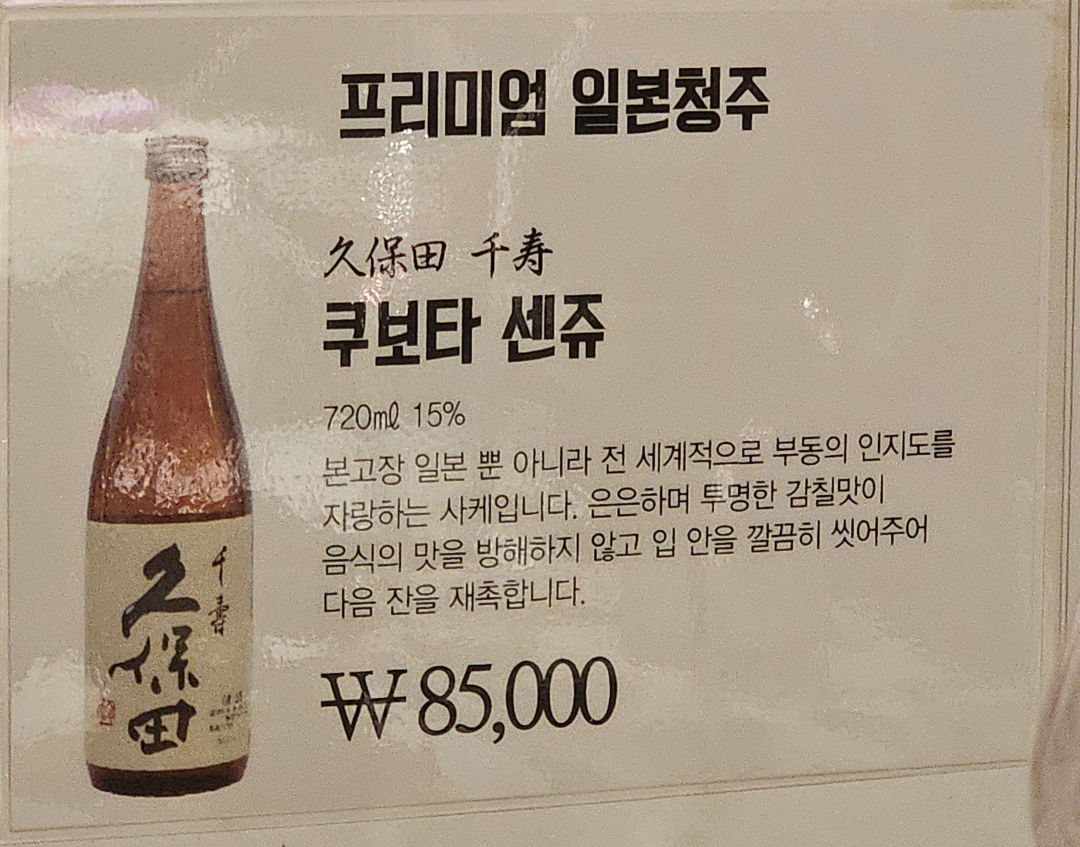 프리미엄 일본청주
久保田 千寿
쿠보타 센쥬
720ml 15%
본고장 일본 뿐 아니라 전 세계적으로 부동의 인지도를
자랑하는 사케입니다. 은은하며 투명한 감칠맛이
음식의 맛을 방해하지 않고 입 안을 깔끔히 씻어주어
다음 잔을 재촉합니다.
₩ 85,000
千壽
久保田